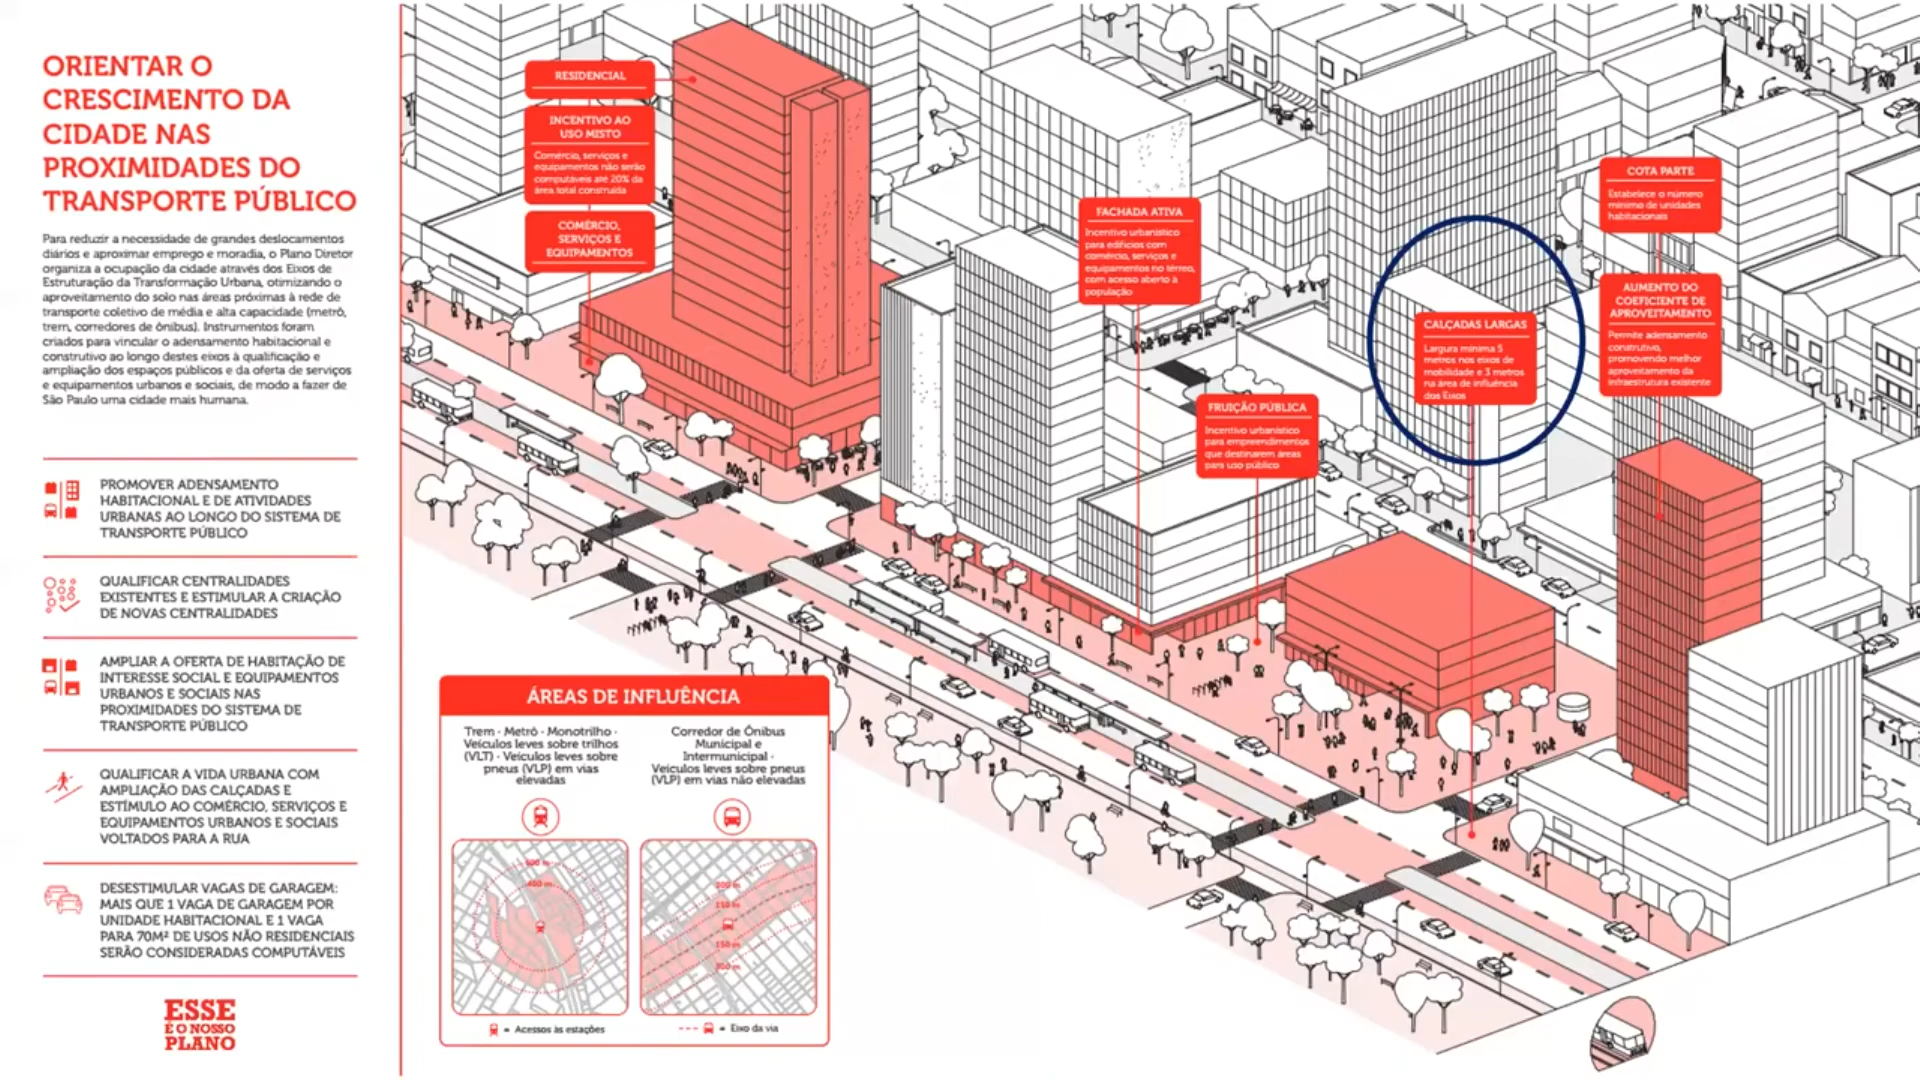 ORIENTAR O
CRESCIMENTO DA
CIDADE NAS
PROXIMIDADES DO
TRANSPORTE PÚBLICO
Para reduzir a necessidade de grandes deslocamentos
diários e aproximar emprego e moradia, o Plano Diretor
organiza a ocupação da cidade através dos Eixos de
Estruturação da Transformação Urbana, otimizando o
aproveitamento do solo nas áreas próximas à rede de
transporte coletivo de média e alta capacidade (metrô,
trem, corredores de ônibus). Instrumentos foram
criados para vincular o adensamento habitacional e
construtivo ao longo destes eixos à qualificação e
ampliação dos espaços públicos e da oferta de serviços
e equipamentos urbanos e sociais, de modo a fazer de
São Paulo uma cidade mais humana.
PROMOVER ADENSAMENTO
HABITACIONAL E DE ATIVIDADES
URBANAS AO LONGO DO SISTEMA DE
TRANSPORTE PÚBLICO
QUALIFICAR CENTRALIDADES
EXISTENTES E ESTIMULAR A CRIAÇÃO
DE NOVAS CENTRALIDADES
AMPLIAR A OFERTA DE HABITAÇÃO DE
INTERESSE SOCIAL E EQUIPAMENTOS
URBANOS E SOCIAIS NAS
PROXIMIDADES DO SISTEMA DE
TRANSPORTE PÚBLICO
QUALIFICAR A VIDA URBANA COM
AMPLIAÇÃO DAS CALÇADAS E
ESTÍMULO AO COMÉRCIO, SERVIÇOS E
EQUIPAMENTOS URBANOS E SOCIAIS
VOLTADOS PARA A RUA
DESESTIMULAR VAGAS DE GARAGEM:
MAIS QUE 1 VAGA DE GARAGEM POR
UNIDADE HABITACIONAL E 1 VAGA
PARA 70M² DE USOS NÃO RESIDENCIAIS
SERÃO CONSIDERADAS COMPUTÁVEIS
ESSE
É O NOSSO
PLANO
RESIDENCIAL
INCENTIVO AO
USO MISTO
Comércio, serviços e
equipamentos não serão
computáveis até 20% da
área total construída
COMÉRCIO,
SERVIÇOS E
EQUIPAMENTOS
FACHADA ATIVA
Incentivo urbanístico
para edifícios com
comércio, serviços e
equipamentos no térreo,
com acesso aberto à
população
FRUIÇÃO PÚBLICA
Incentivo urbanístico
para empreendimentos
que destinarem áreas
para uso público
CALÇADAS LARGAS
Largura mínima 5
metros nos eixos de
mobilidade e 3 metros
na área de influência
dos Eixos
COTA PARTE
Estabelece o número
mínimo de unidades
habitacionais
AUMENTO DO
COEFICIENTE DE
APROVEITAMENTO
Permite adensamento
construtivo,
promovendo melhor
aproveitamento da
infraestrutura existente
ÁREAS DE INFLUÊNCIA
Trem · Metrô · Monotrilho ·
Veículos leves sobre trilhos
(VLT) · Veículos leves sobre
pneus (VLP) em vias
elevadas
600 m
400 m
= Acessos às estações
Corredor de Ônibus
Municipal e
Intermunicipal ·
Veículos leves sobre pneus
(VLP) em vias não elevadas
300 m
150 m
150 m
300 m
= Eixo da via